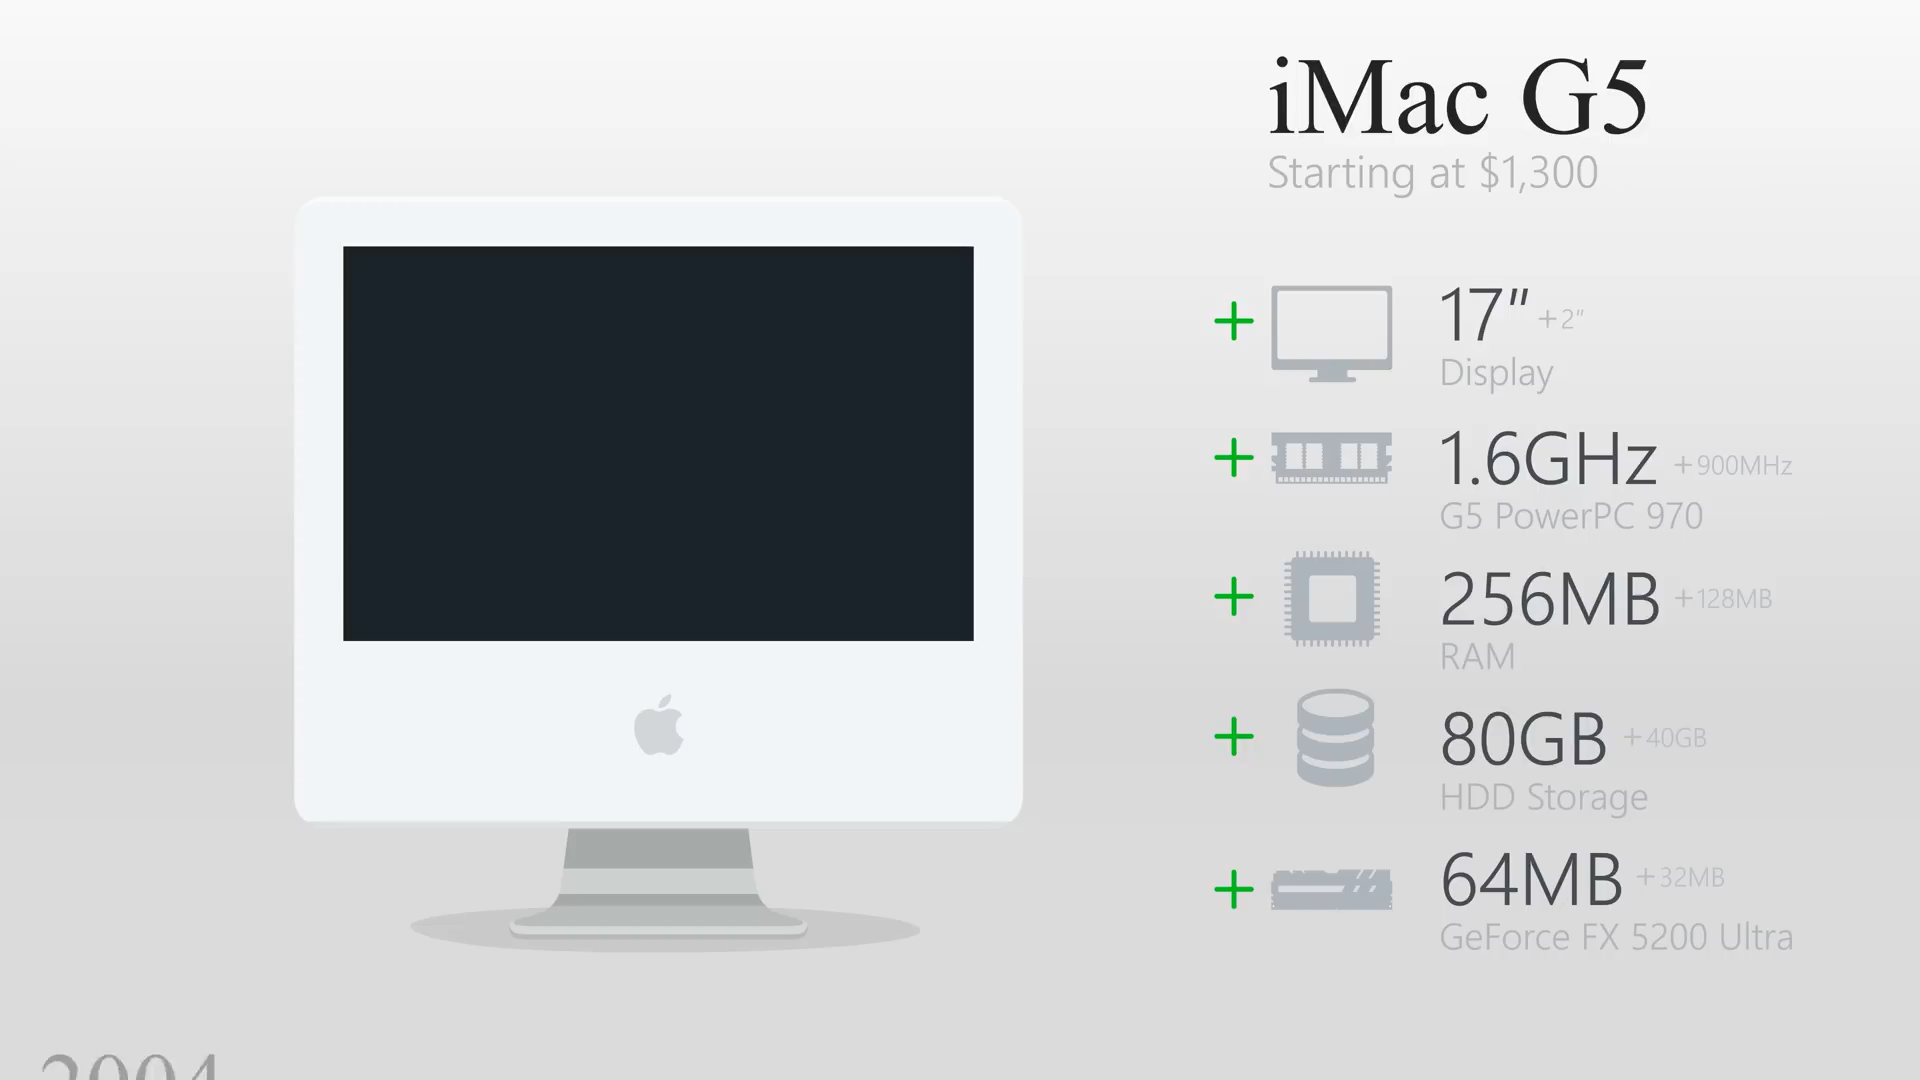 iMac G5
Starting at $1,300
17" +2"
Display
1.6GHz +900MHz
G5 PowerPC 970
256MB +128MB
RAM
80GB +40GB
HDD Storage
64MB +32MB
GeForce FX 5200 Ultra
2004